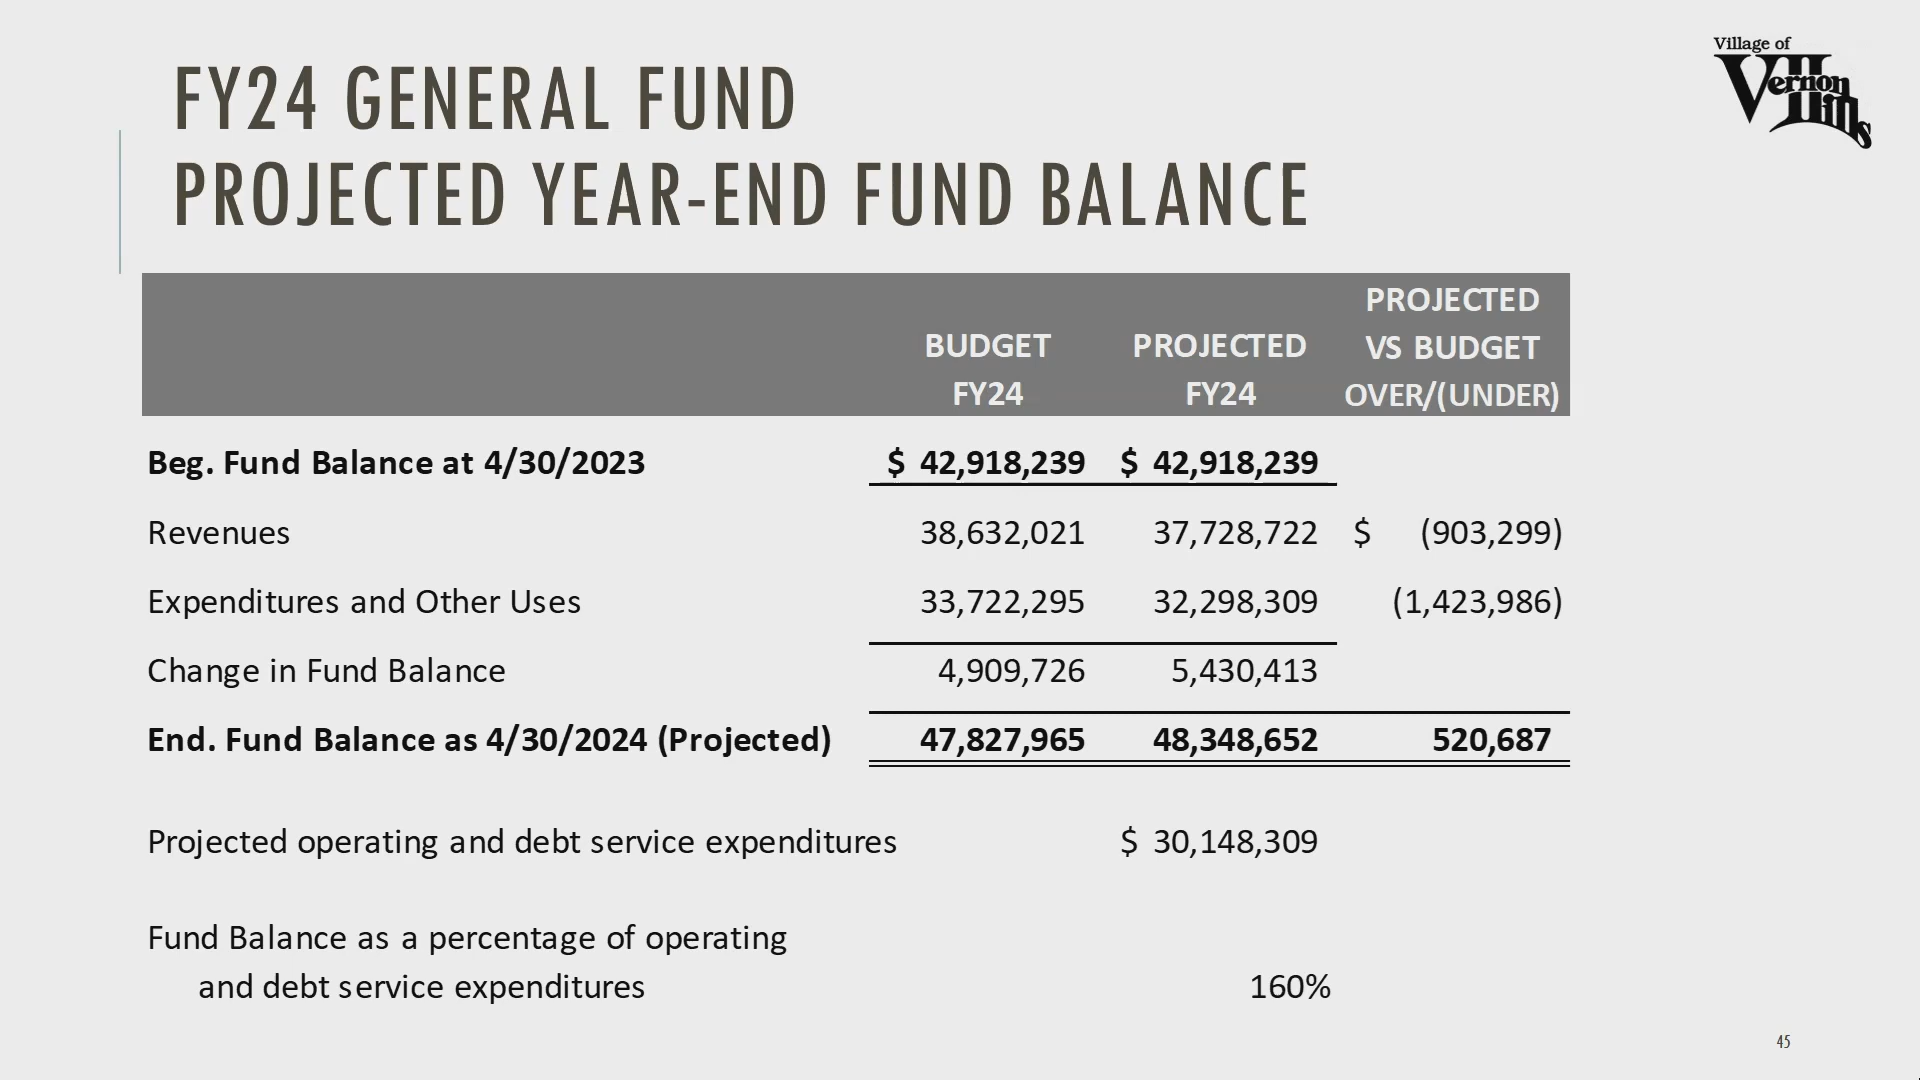 Village of
Vernon
Hills
FY24 GENERAL FUND
PROJECTED YEAR-END FUND BALANCE
BUDGET FY24 PROJECTED FY24 PROJECTED VS BUDGET OVER/(UNDER)
Beg. Fund Balance at 4/30/2023 $ 42,918,239 $ 42,918,239
Revenues 38,632,021 37,728,722 $ (903,299)
Expenditures and Other Uses 33,722,295 32,298,309 (1,423,986)
Change in Fund Balance 4,909,726 5,430,413
End. Fund Balance as 4/30/2024 (Projected) 47,827,965 48,348,652 520,687
Projected operating and debt service expenditures $ 30,148,309
Fund Balance as a percentage of operating
and debt service expenditures 160%
45